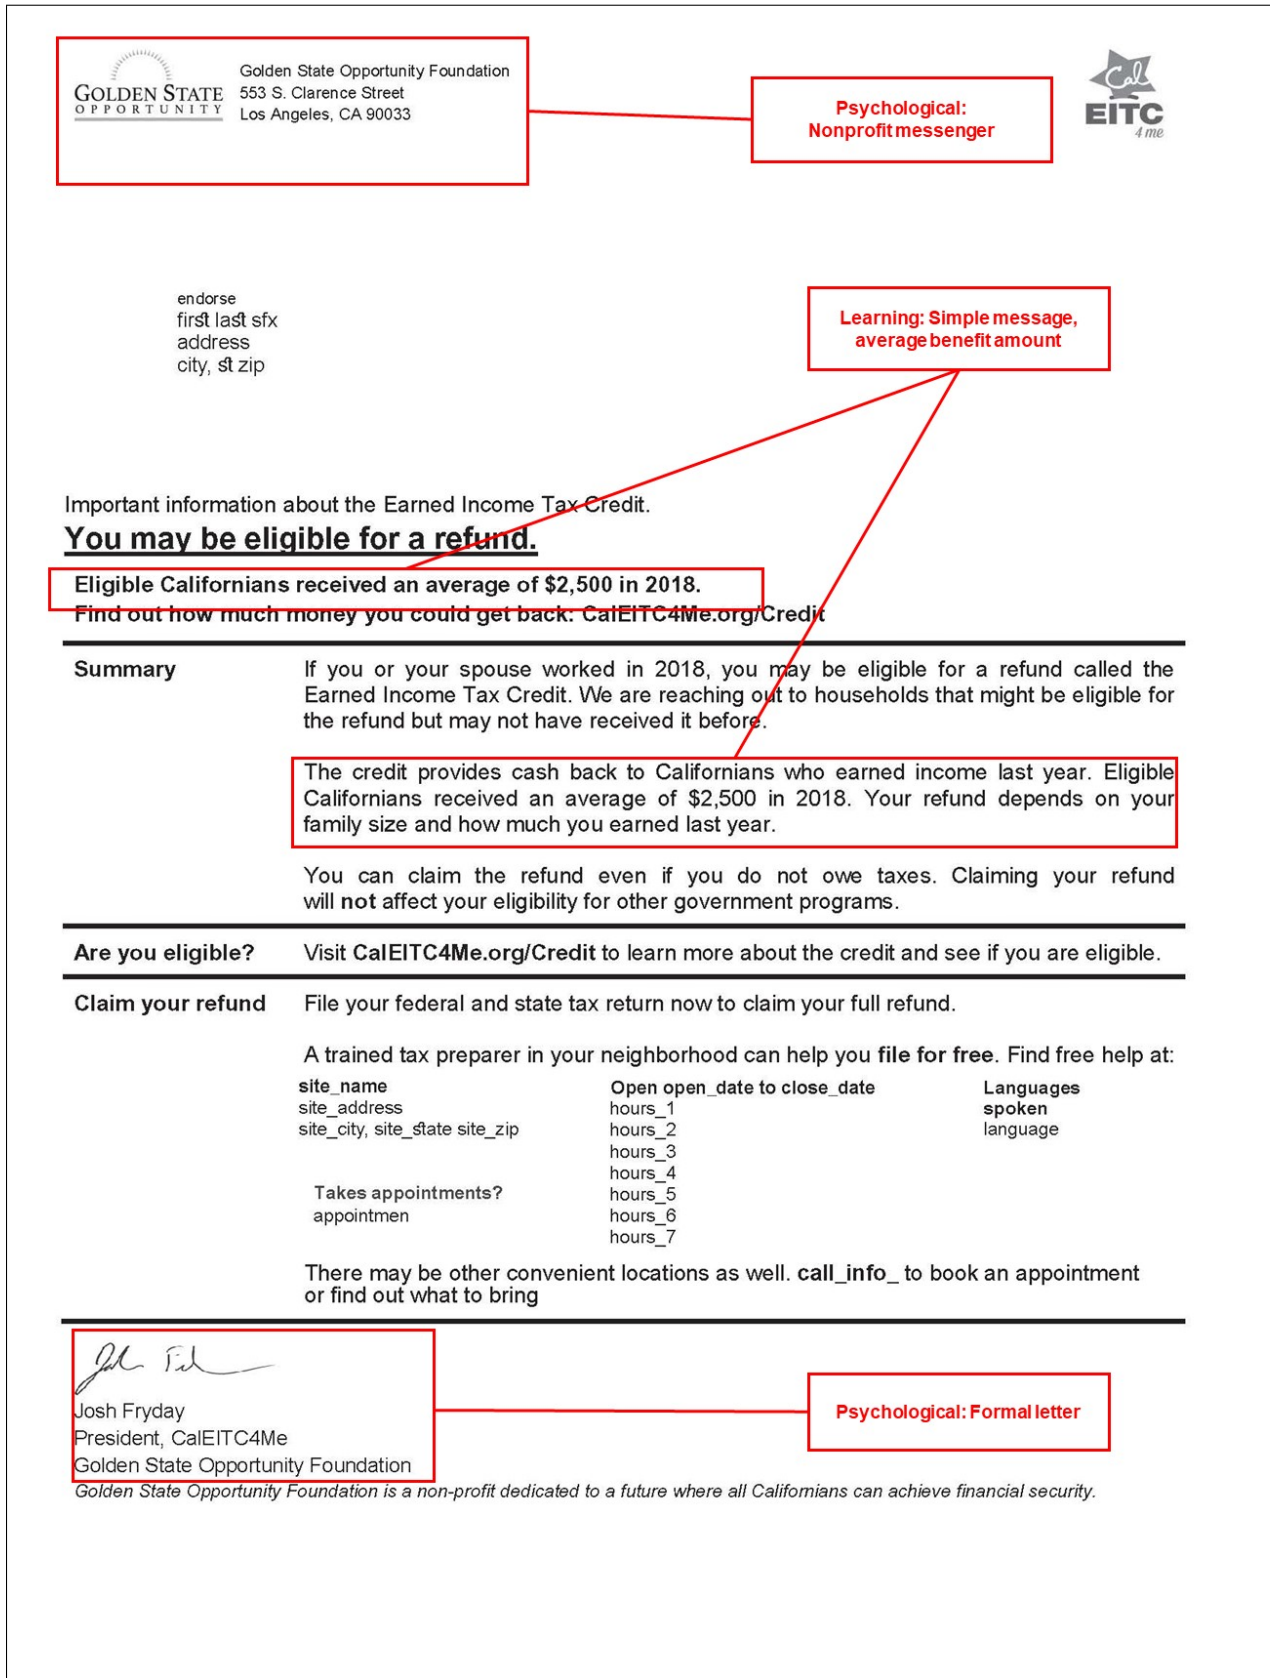 GOLDEN STATE
OPPORTUNITY
Golden State Opportunity Foundation
553 S. Clarence Street
Los Angeles, CA 90033
Psychological:
Nonprofit messenger
Cal
EITC
4 me
endorse
first last sfx
address
city, st zip
Learning: Simple message,
average benefit amount
Important information about the Earned Income Tax Credit.
You may be eligible for a refund.
Eligible Californians received an average of $2,500 in 2018.
Find out how much money you could get back: CalEITC4Me.org/Credit
Summary
If you or your spouse worked in 2018, you may be eligible for a refund called the
Earned Income Tax Credit. We are reaching out to households that might be eligible for
the refund but may not have received it before.
The credit provides cash back to Californians who earned income last year. Eligible
Californians received an average of $2,500 in 2018. Your refund depends on your
family size and how much you earned last year.
You can claim the refund even if you do not owe taxes. Claiming your refund
will not affect your eligibility for other government programs.
Are you eligible?
Visit CalEITC4Me.org/Credit to learn more about the credit and see if you are eligible.
Claim your refund
File your federal and state tax return now to claim your full refund.
A trained tax preparer in your neighborhood can help you file for free. Find free help at:
site_name
site_address
site_city, site_state site_zip
Takes appointments?
appointmen
Open open_date to close_date
hours_1
hours_2
hours_3
hours_4
hours_5
hours_6
hours_7
Languages
spoken
language
There may be other convenient locations as well. call_info_ to book an appointment
or find out what to bring
Josh Fryday
President, CalEITC4Me
Golden State Opportunity Foundation
Psychological: Formal letter
Golden State Opportunity Foundation is a non-profit dedicated to a future where all Californians can achieve financial security.